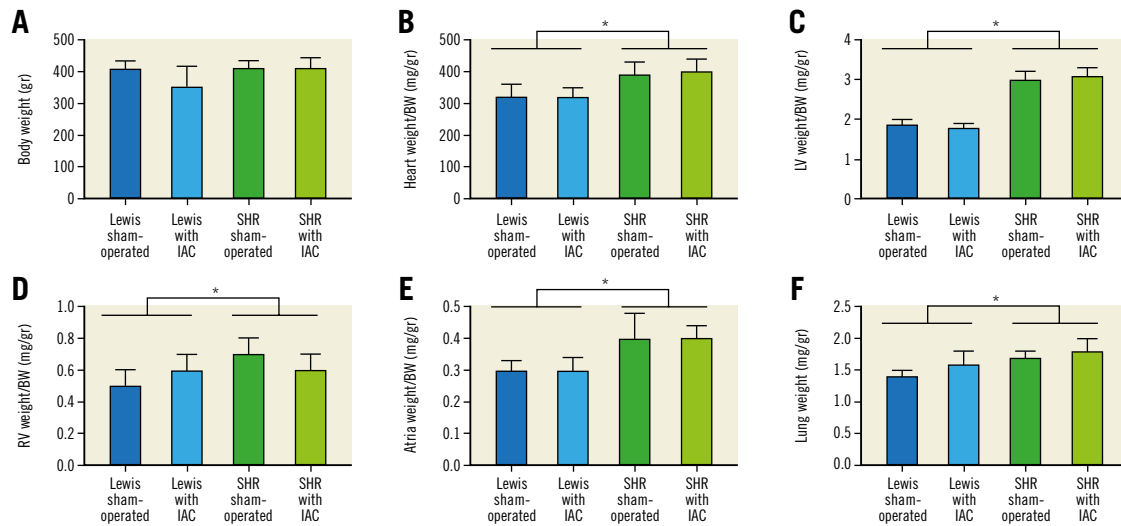 A
Body weight (gr)
500
400
300
200
100
0
Lewis sham-operated
Lewis with IAC
SHR sham-operated
SHR with IAC
B
Heart weight/BW (mg/gr)
500
400
300
200
100
0
*
Lewis sham-operated
Lewis with IAC
SHR sham-operated
SHR with IAC
C
LV weight/BW (mg/gr)
4
3
2
1
0
*
Lewis sham-operated
Lewis with IAC
SHR sham-operated
SHR with IAC
D
RV weight/BW (mg/gr)
1.0
0.8
0.6
0.4
0.2
0.0
*
Lewis sham-operated
Lewis with IAC
SHR sham-operated
SHR with IAC
E
Atria weight/BW (mg/gr)
0.5
0.4
0.3
0.2
0.1
0.0
*
Lewis sham-operated
Lewis with IAC
SHR sham-operated
SHR with IAC
F
Lung weight (mg/gr)
2.5
2.0
1.5
1.0
0.5
0.0
*
Lewis sham-operated
Lewis with IAC
SHR sham-operated
SHR with IAC